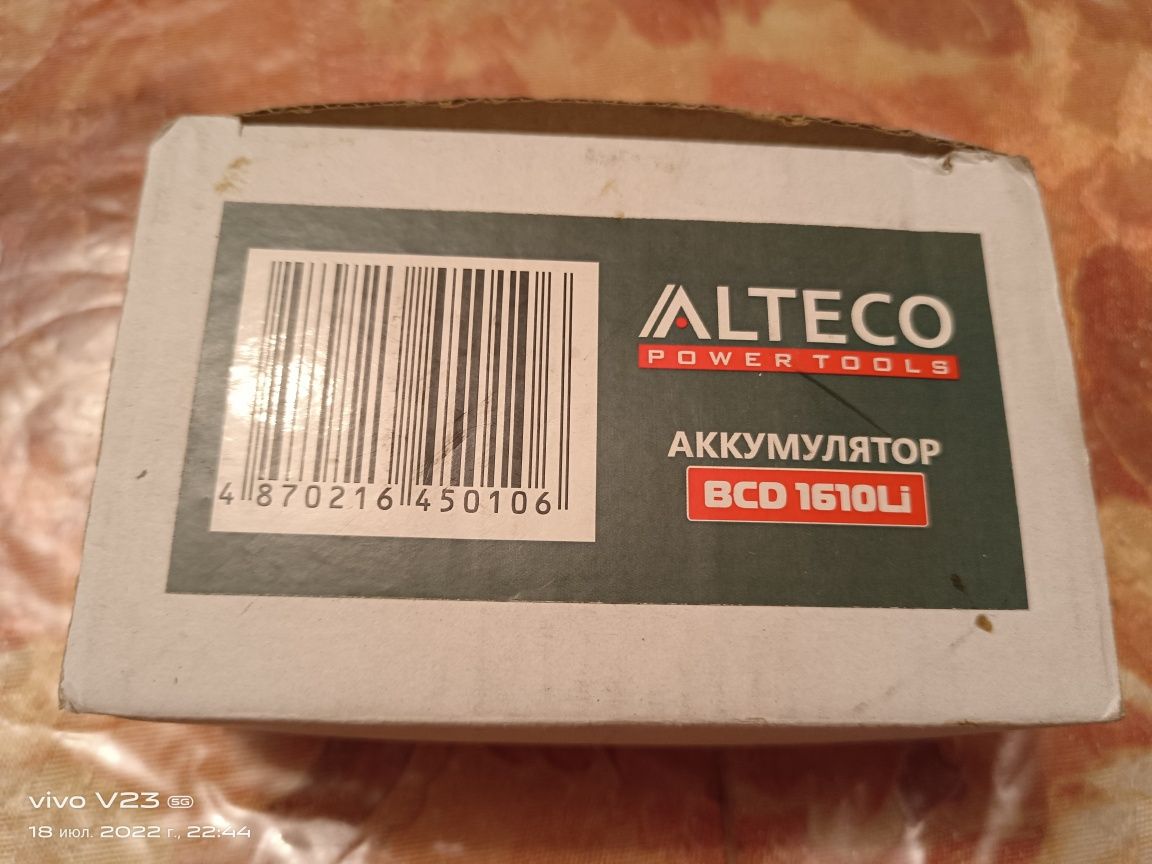 ALTECO
POWER TOOLS
АККУМУЛЯТОР
BCD 1610Li
4 870216 450106
vivo V23 5G
18 июл. 2022 г., 22:44